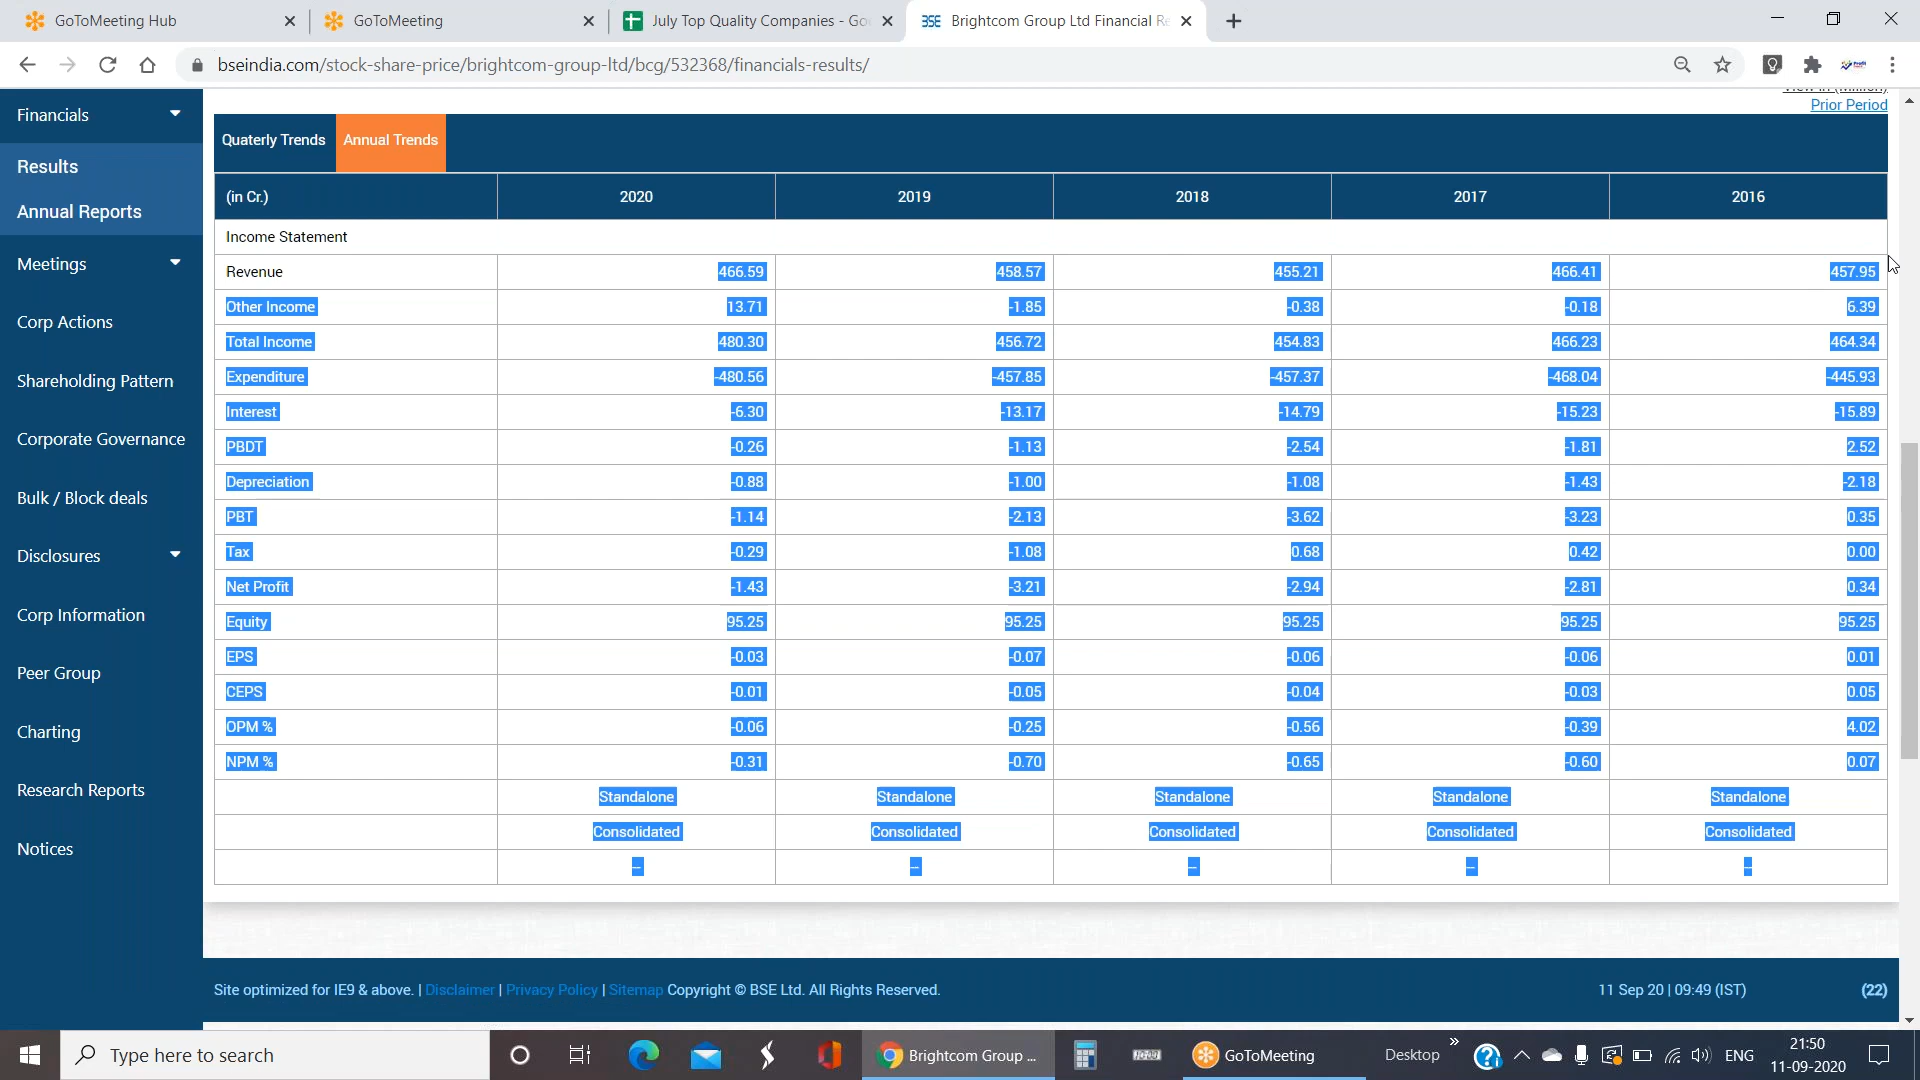 GoToMeeting Hub
GoToMeeting
July Top Quality Companies - Go
BSE Brightcom Group Ltd Financial Re
bseindia.com/stock-share-price/brightcom-group-ltd/bcg/532368/financials-results/
Financials
Results
Annual Reports
Meetings
Corp Actions
Shareholding Pattern
Corporate Governance
Bulk / Block deals
Disclosures
Corp Information
Peer Group
Charting
Research Reports
Notices
View in (Million)
Prior Period
Quaterly Trends Annual Trends
(in Cr.) 2020 2019 2018 2017 2016
Income Statement
Revenue 466.59 458.57 455.21 466.41 457.95
Other Income 13.71 -1.85 -0.38 -0.18 6.39
Total Income 480.30 456.72 454.83 466.23 464.34
Expenditure -480.56 -457.85 -457.37 -468.04 -445.93
Interest -6.30 -13.17 -14.79 -15.23 -15.89
PBDT -0.26 -1.13 -2.54 -1.81 2.52
Depreciation -0.88 -1.00 -1.08 -1.43 -2.18
PBT -1.14 -2.13 -3.62 -3.23 0.35
Tax -0.29 -1.08 0.68 0.42 0.00
Net Profit -1.43 -3.21 -2.94 -2.81 0.34
Equity 95.25 95.25 95.25 95.25 95.25
EPS -0.03 -0.07 -0.06 -0.06 0.01
CEPS -0.01 -0.05 -0.04 -0.03 0.05
OPM % -0.06 -0.25 -0.56 -0.39 4.02
NPM % -0.31 -0.70 -0.65 -0.60 0.07
Standalone Standalone Standalone Standalone Standalone
Consolidated Consolidated Consolidated Consolidated Consolidated
-- -- -- -- --
Site optimized for IE9 & above. | Disclaimer | Privacy Policy | Sitemap Copyright © BSE Ltd. All Rights Reserved.
11 Sep 20 | 09:49 (IST) (22)
Type here to search
Brightcom Group ...
GoToMeeting
Desktop
ENG
21:50
11-09-2020